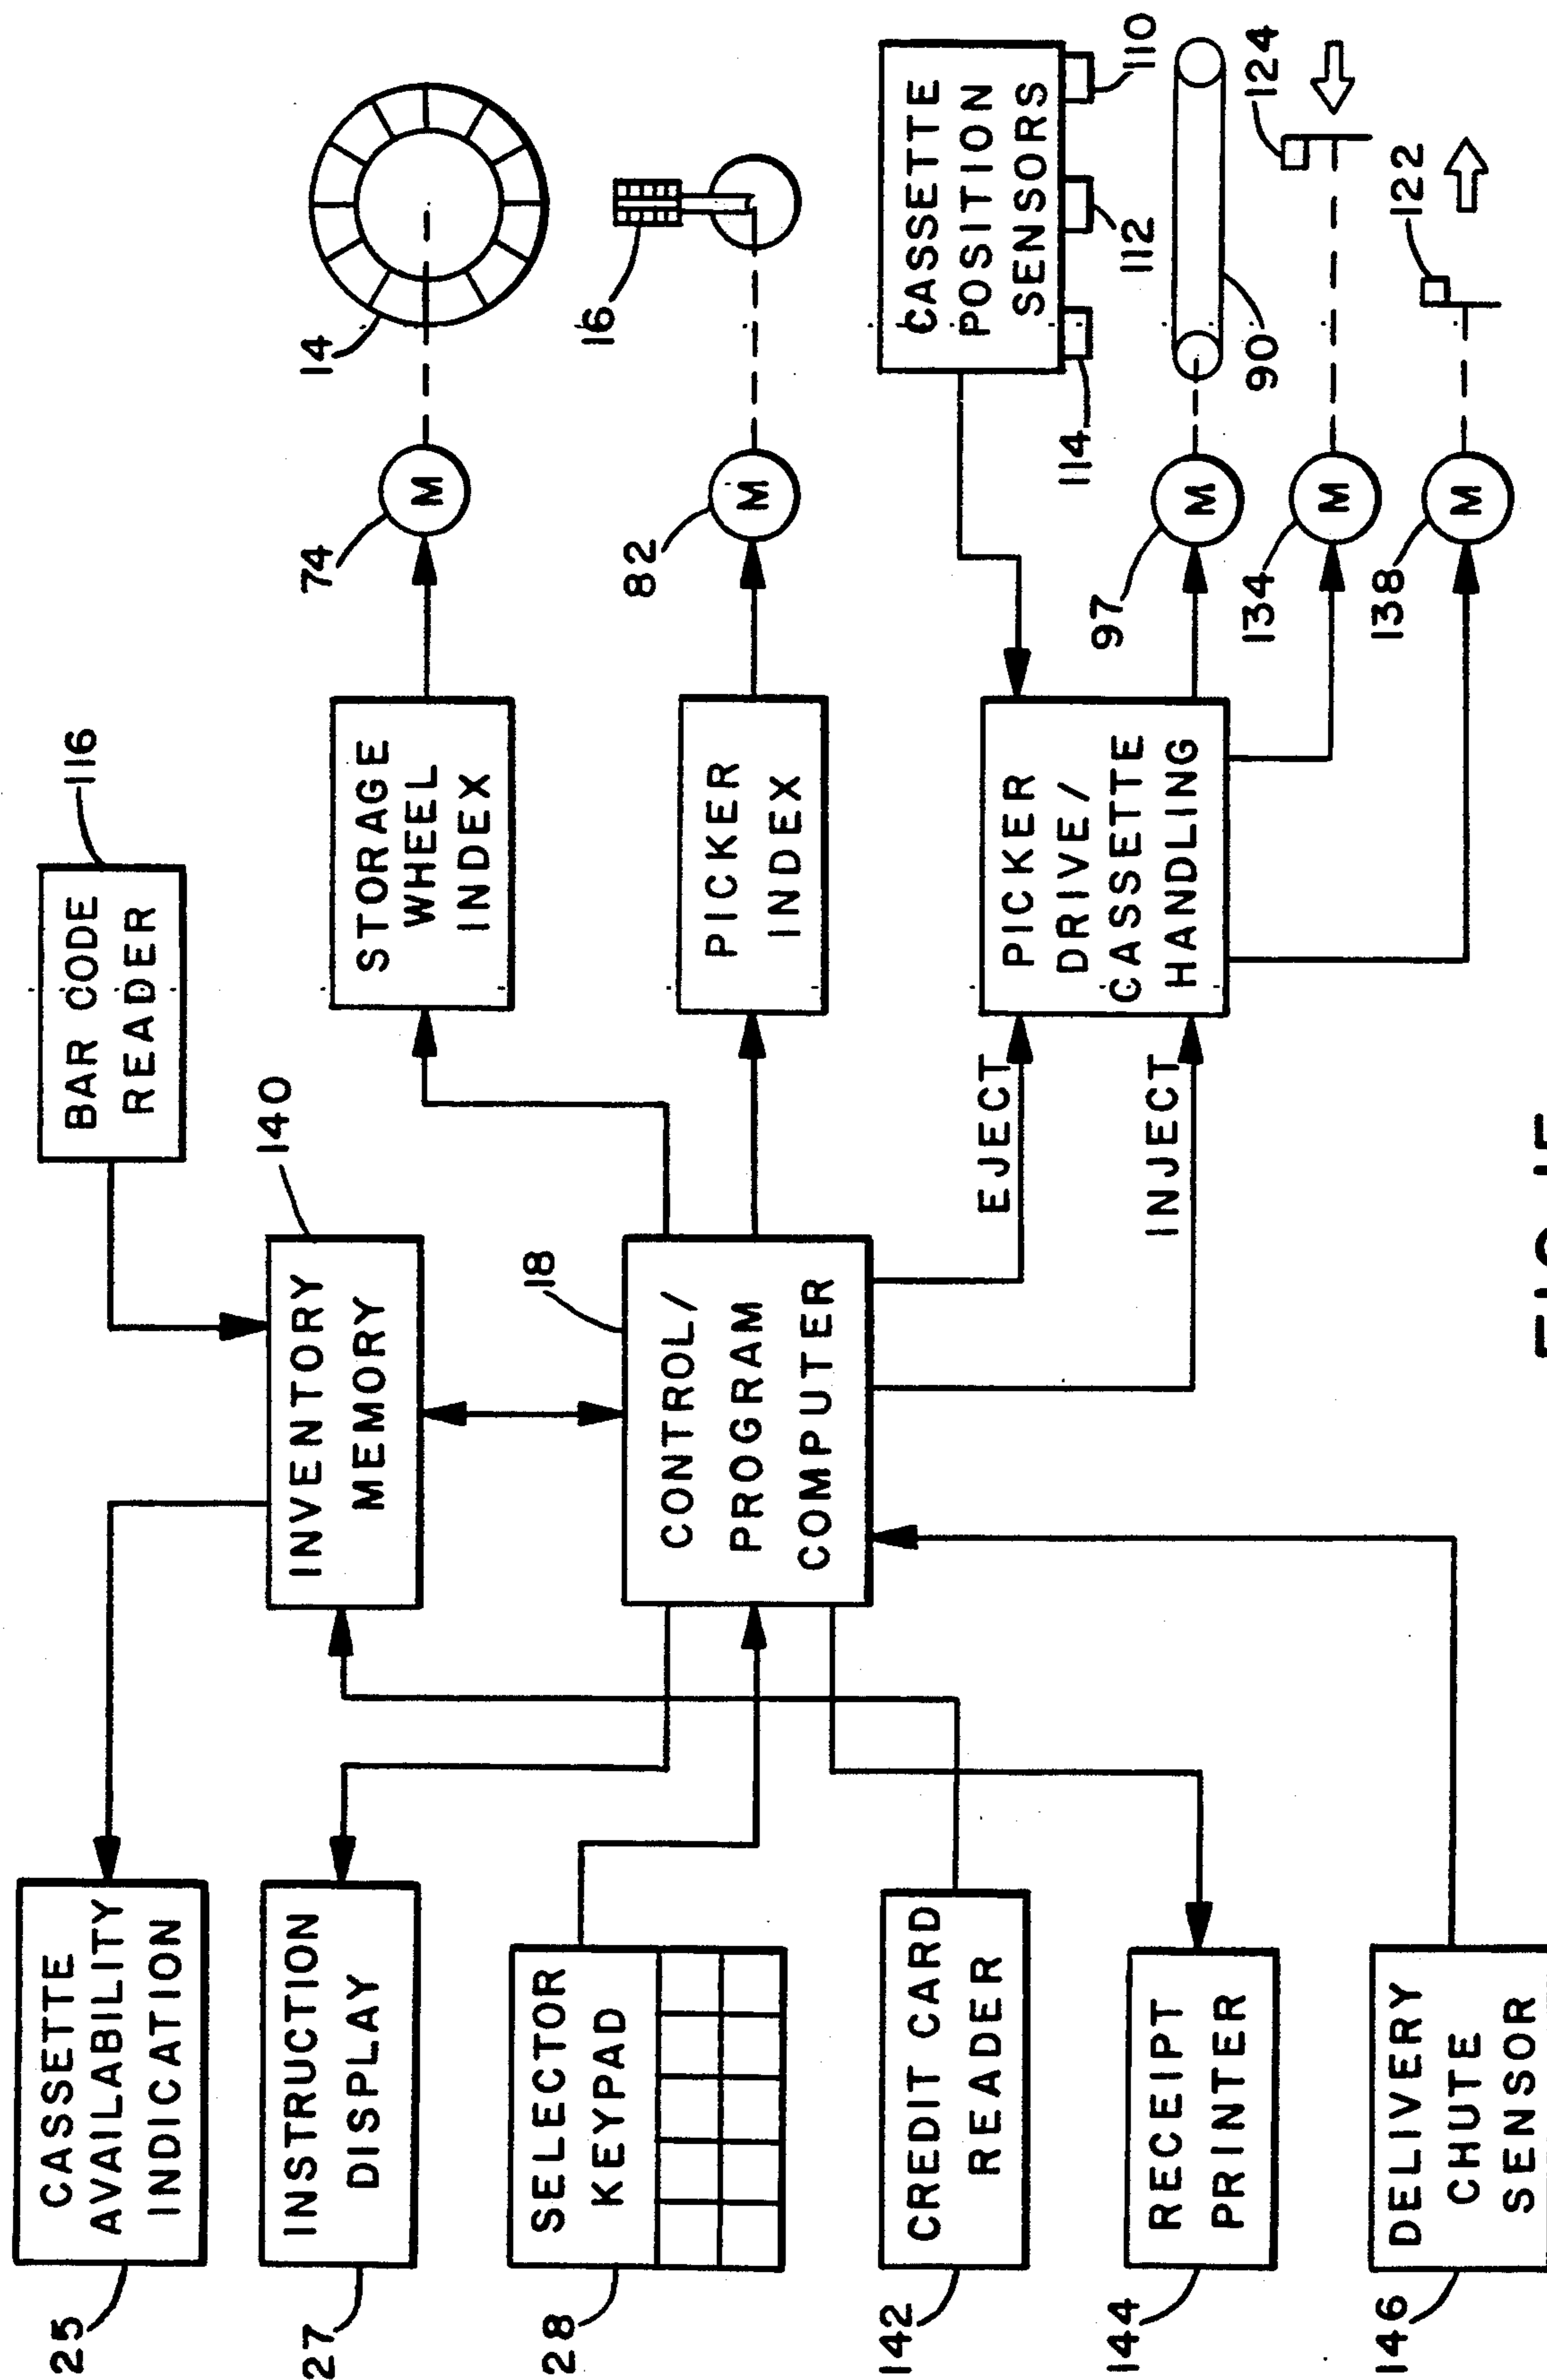 25
CASSETTE
AVAILABILITY
INDICATION
27
INSTRUCTION
DISPLAY
28
SELECTOR
KEYPAD
142
CREDIT CARD
READER
144
RECEIPT
PRINTER
146
DELIVERY
CHUTE
SENSOR
BAR CODE
READER
116
INVENTORY
MEMORY
140
CONTROL/
PROGRAM
COMPUTER
18
EJECT
INJECT
STORAGE
WHEEL
INDEX
PICKER
INDEX
PICKER
DRIVE/
CASSETTE
HANDLING
74
M
14
82
M
16
CASSETTE
POSITION
SENSORS
114
112
110
97
M
90
134
M
124
138
M
122